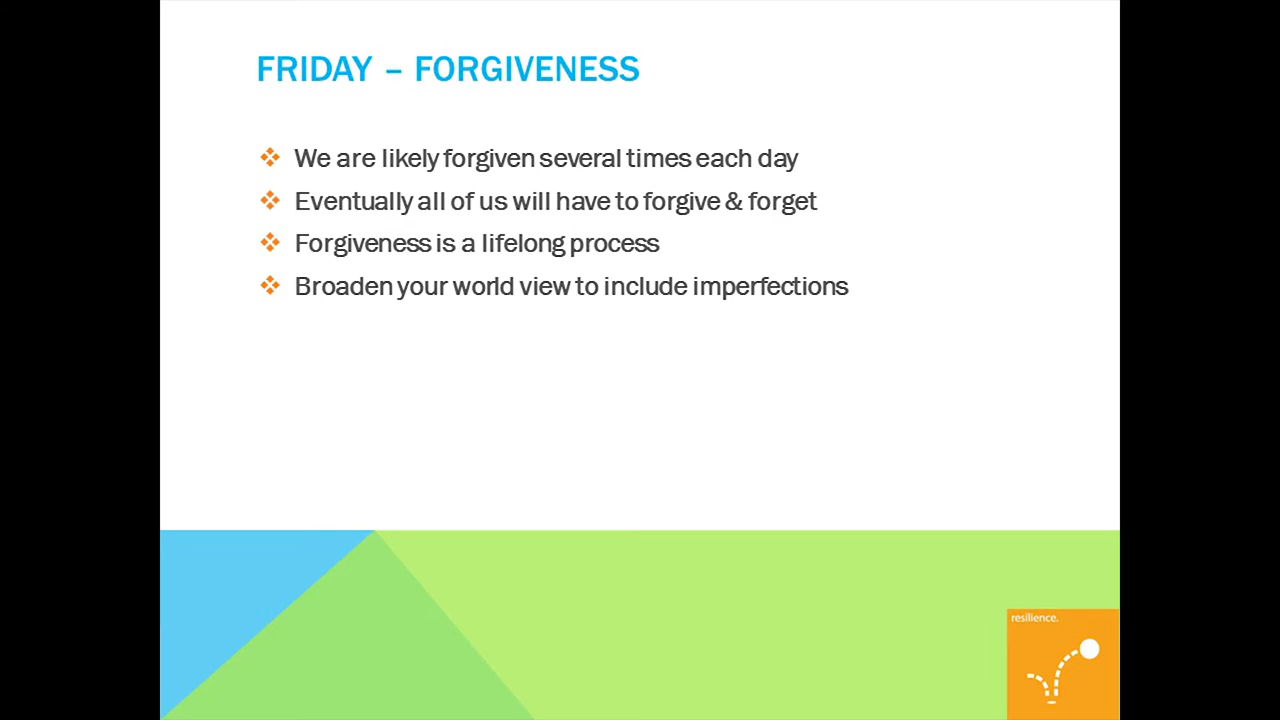 FRIDAY – FORGIVENESS
We are likely forgiven several times each day
Eventually all of us will have to forgive & forget
Forgiveness is a lifelong process
Broaden your world view to include imperfections
resilience.